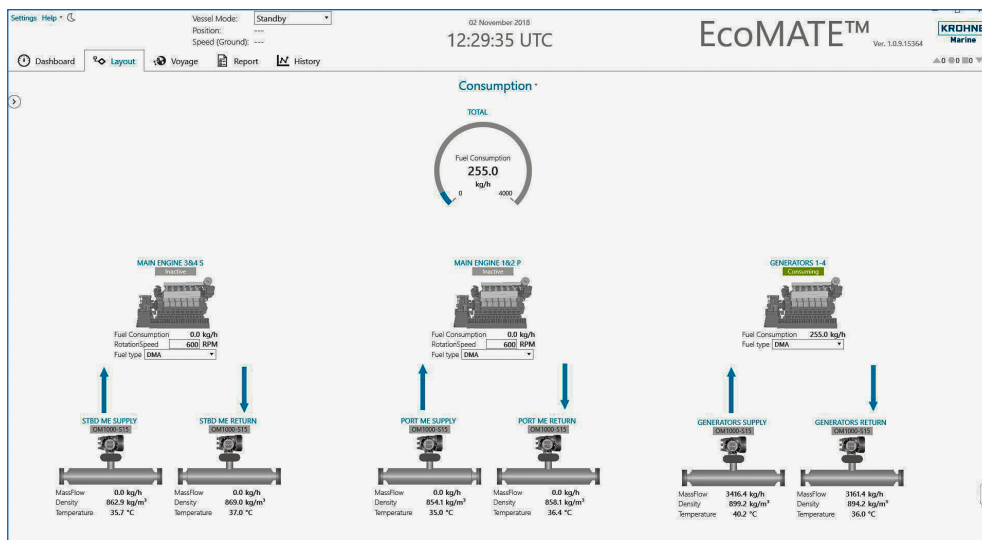 Settings Help
Vessel Mode: Standby
Position: ---
Speed (Ground): ---
02 November 2018
12:29:35 UTC
EcoMATE™
Ver. 1.0.9.15364
KROHNE
Marine
Dashboard Layout Voyage Report History
0 0 0
Consumption
TOTAL
Fuel Consumption
255.0
kg/h
0 4000
MAIN ENGINE 3&4 S
Inactive
Fuel Consumption 0.0 kg/h
RotationSpeed 600 RPM
Fuel type DMA
MAIN ENGINE 1&2 P
Inactive
Fuel Consumption 0.0 kg/h
RotationSpeed 600 RPM
Fuel type DMA
GENERATORS 1-4
Consuming
Fuel Consumption 255.0 kg/h
Fuel type DMA
STBD ME SUPPLY
OM1000-S15
MassFlow 0.0 kg/h
Density 862.9 kg/m³
Temperature 35.7 °C
STBD ME RETURN
OM1000-S15
MassFlow 0.0 kg/h
Density 869.0 kg/m³
Temperature 37.0 °C
PORT ME SUPPLY
OM1000-S15
MassFlow 0.0 kg/h
Density 854.1 kg/m³
Temperature 35.0 °C
PORT ME RETURN
OM1000-S15
MassFlow 0.0 kg/h
Density 858.1 kg/m³
Temperature 36.4 °C
GENERATORS SUPPLY
OM1000-S15
MassFlow 3416.4 kg/h
Density 899.2 kg/m³
Temperature 40.2 °C
GENERATORS RETURN
OM1000-S15
MassFlow 3161.4 kg/h
Density 894.2 kg/m³
Temperature 36.0 °C